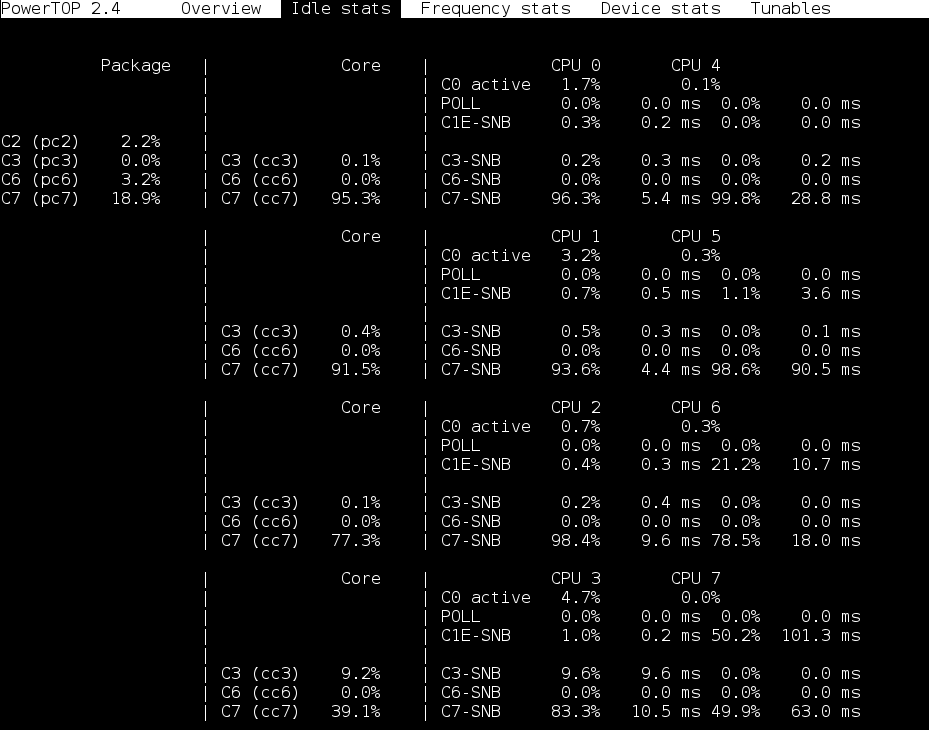 PowerTOP 2.4      Overview   Idle stats   Frequency stats   Device stats   Tunables
          Package   |             Core    |            CPU 0       CPU 4
                    |                     | C0 active   1.7%        0.1%
                    |                     | POLL        0.0%    0.0 ms  0.0%    0.0 ms
                    |                     | C1E-SNB     0.3%    0.2 ms  0.0%    0.0 ms
C2 (pc2)    2.2%    |                     |
C3 (pc3)    0.0%    | C3 (cc3)    0.1%    | C3-SNB      0.2%    0.3 ms  0.0%    0.2 ms
C6 (pc6)    3.2%    | C6 (cc6)    0.0%    | C6-SNB      0.0%    0.0 ms  0.0%    0.0 ms
C7 (pc7)   18.9%    | C7 (cc7)   95.3%    | C7-SNB     96.3%    5.4 ms 99.8%   28.8 ms
                    |             Core    |            CPU 1       CPU 5
                    |                     | C0 active   3.2%        0.3%
                    |                     | POLL        0.0%    0.0 ms  0.0%    0.0 ms
                    |                     | C1E-SNB     0.7%    0.5 ms  1.1%    3.6 ms
                    |                     |
                    | C3 (cc3)    0.4%    | C3-SNB      0.5%    0.3 ms  0.0%    0.1 ms
                    | C6 (cc6)    0.0%    | C6-SNB      0.0%    0.0 ms  0.0%    0.0 ms
                    | C7 (cc7)   91.5%    | C7-SNB     93.6%    4.4 ms 98.6%   90.5 ms
                    |             Core    |            CPU 2       CPU 6
                    |                     | C0 active   0.7%        0.3%
                    |                     | POLL        0.0%    0.0 ms  0.0%    0.0 ms
                    |                     | C1E-SNB     0.4%    0.3 ms 21.2%   10.7 ms
                    |                     |
                    | C3 (cc3)    0.1%    | C3-SNB      0.2%    0.4 ms  0.0%    0.0 ms
                    | C6 (cc6)    0.0%    | C6-SNB      0.0%    0.0 ms  0.0%    0.0 ms
                    | C7 (cc7)   77.3%    | C7-SNB     98.4%    9.6 ms 78.5%   18.0 ms
                    |             Core    |            CPU 3       CPU 7
                    |                     | C0 active   4.7%        0.0%
                    |                     | POLL        0.0%    0.0 ms  0.0%    0.0 ms
                    |                     | C1E-SNB     1.0%    0.2 ms 50.2%  101.3 ms
                    |                     |
                    | C3 (cc3)    9.2%    | C3-SNB      9.6%    9.6 ms  0.0%    0.0 ms
                    | C6 (cc6)    0.0%    | C6-SNB      0.0%    0.0 ms  0.0%    0.0 ms
                    | C7 (cc7)   39.1%    | C7-SNB     83.3%   10.5 ms 49.9%   63.0 ms